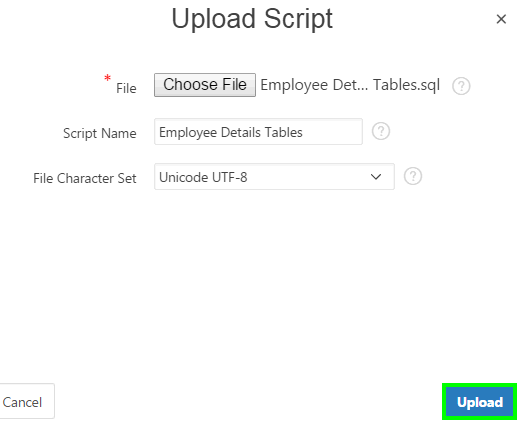 Upload Script ×
* File Choose File Employee Det... Tables.sql ?
Script Name Employee Details Tables ?
File Character Set Unicode UTF-8 ?
Cancel Upload